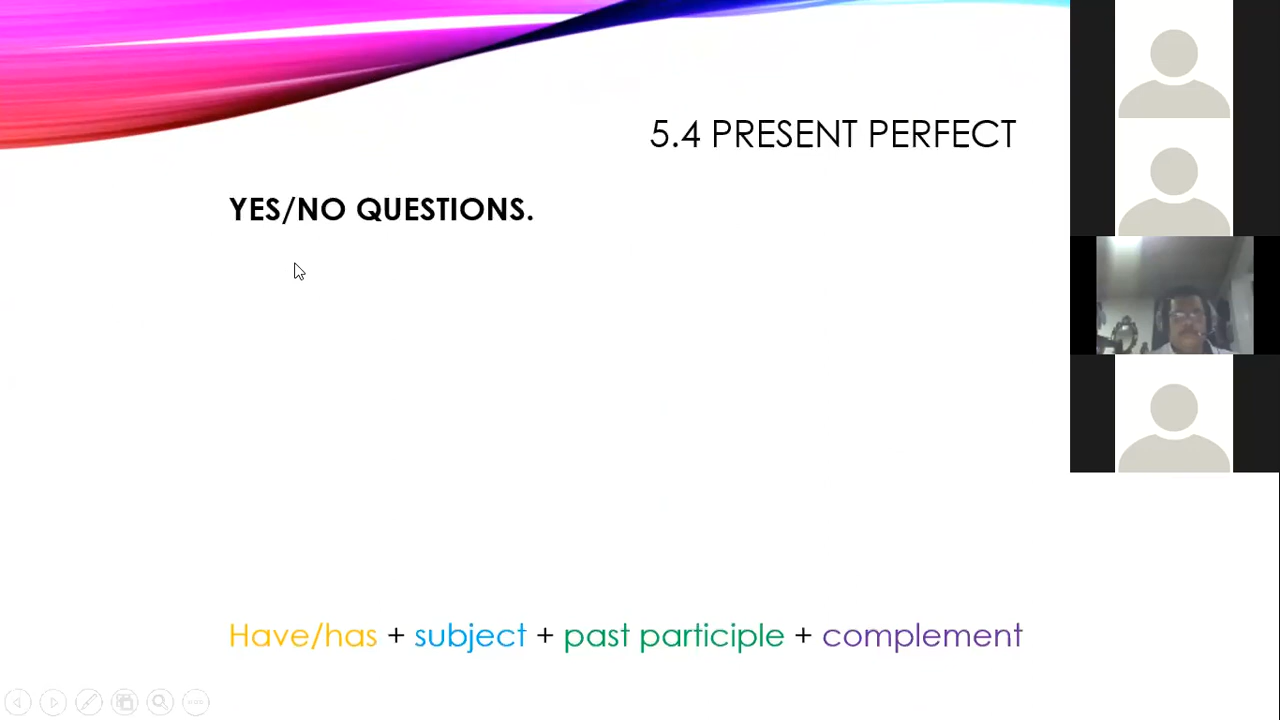 5.4 PRESENT PERFECT
YES/NO QUESTIONS.
Have/has + subject + past participle + complement